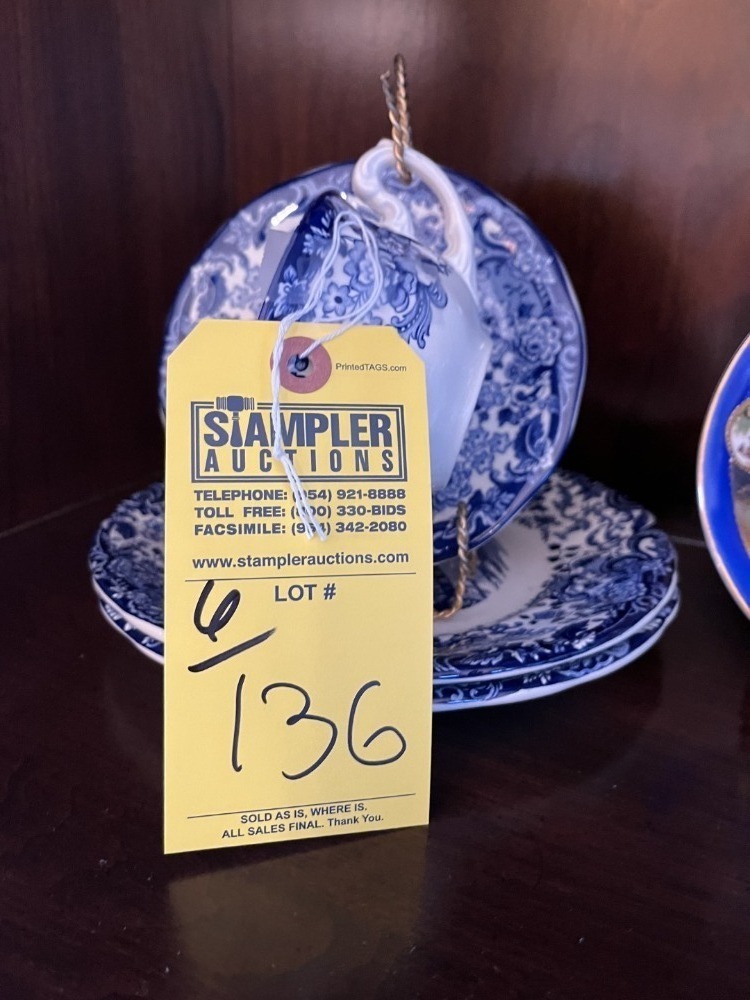 PrintedTAGS.com
STAMPLER
AUCTIONS
TELEPHONE: (954) 921-8888
TOLL FREE: (800) 330-BIDS
FACSIMILE: (954) 342-2080
www.stamplerauctions.com
LOT #
6/
136
SOLD AS IS, WHERE IS.
ALL SALES FINAL. Thank You.